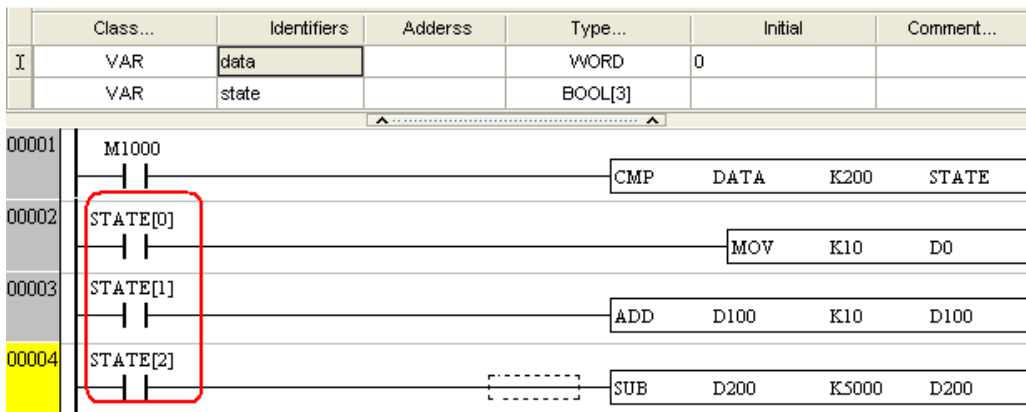 Class... Identifiers Adderss Type... Initial Comment...
I VAR data WORD 0
VAR state BOOL[3]
00001 M1000
CMP DATA K200 STATE
00002 STATE[0]
MOV K10 D0
00003 STATE[1]
ADD D100 K10 D100
00004 STATE[2]
SUB D200 K5000 D200